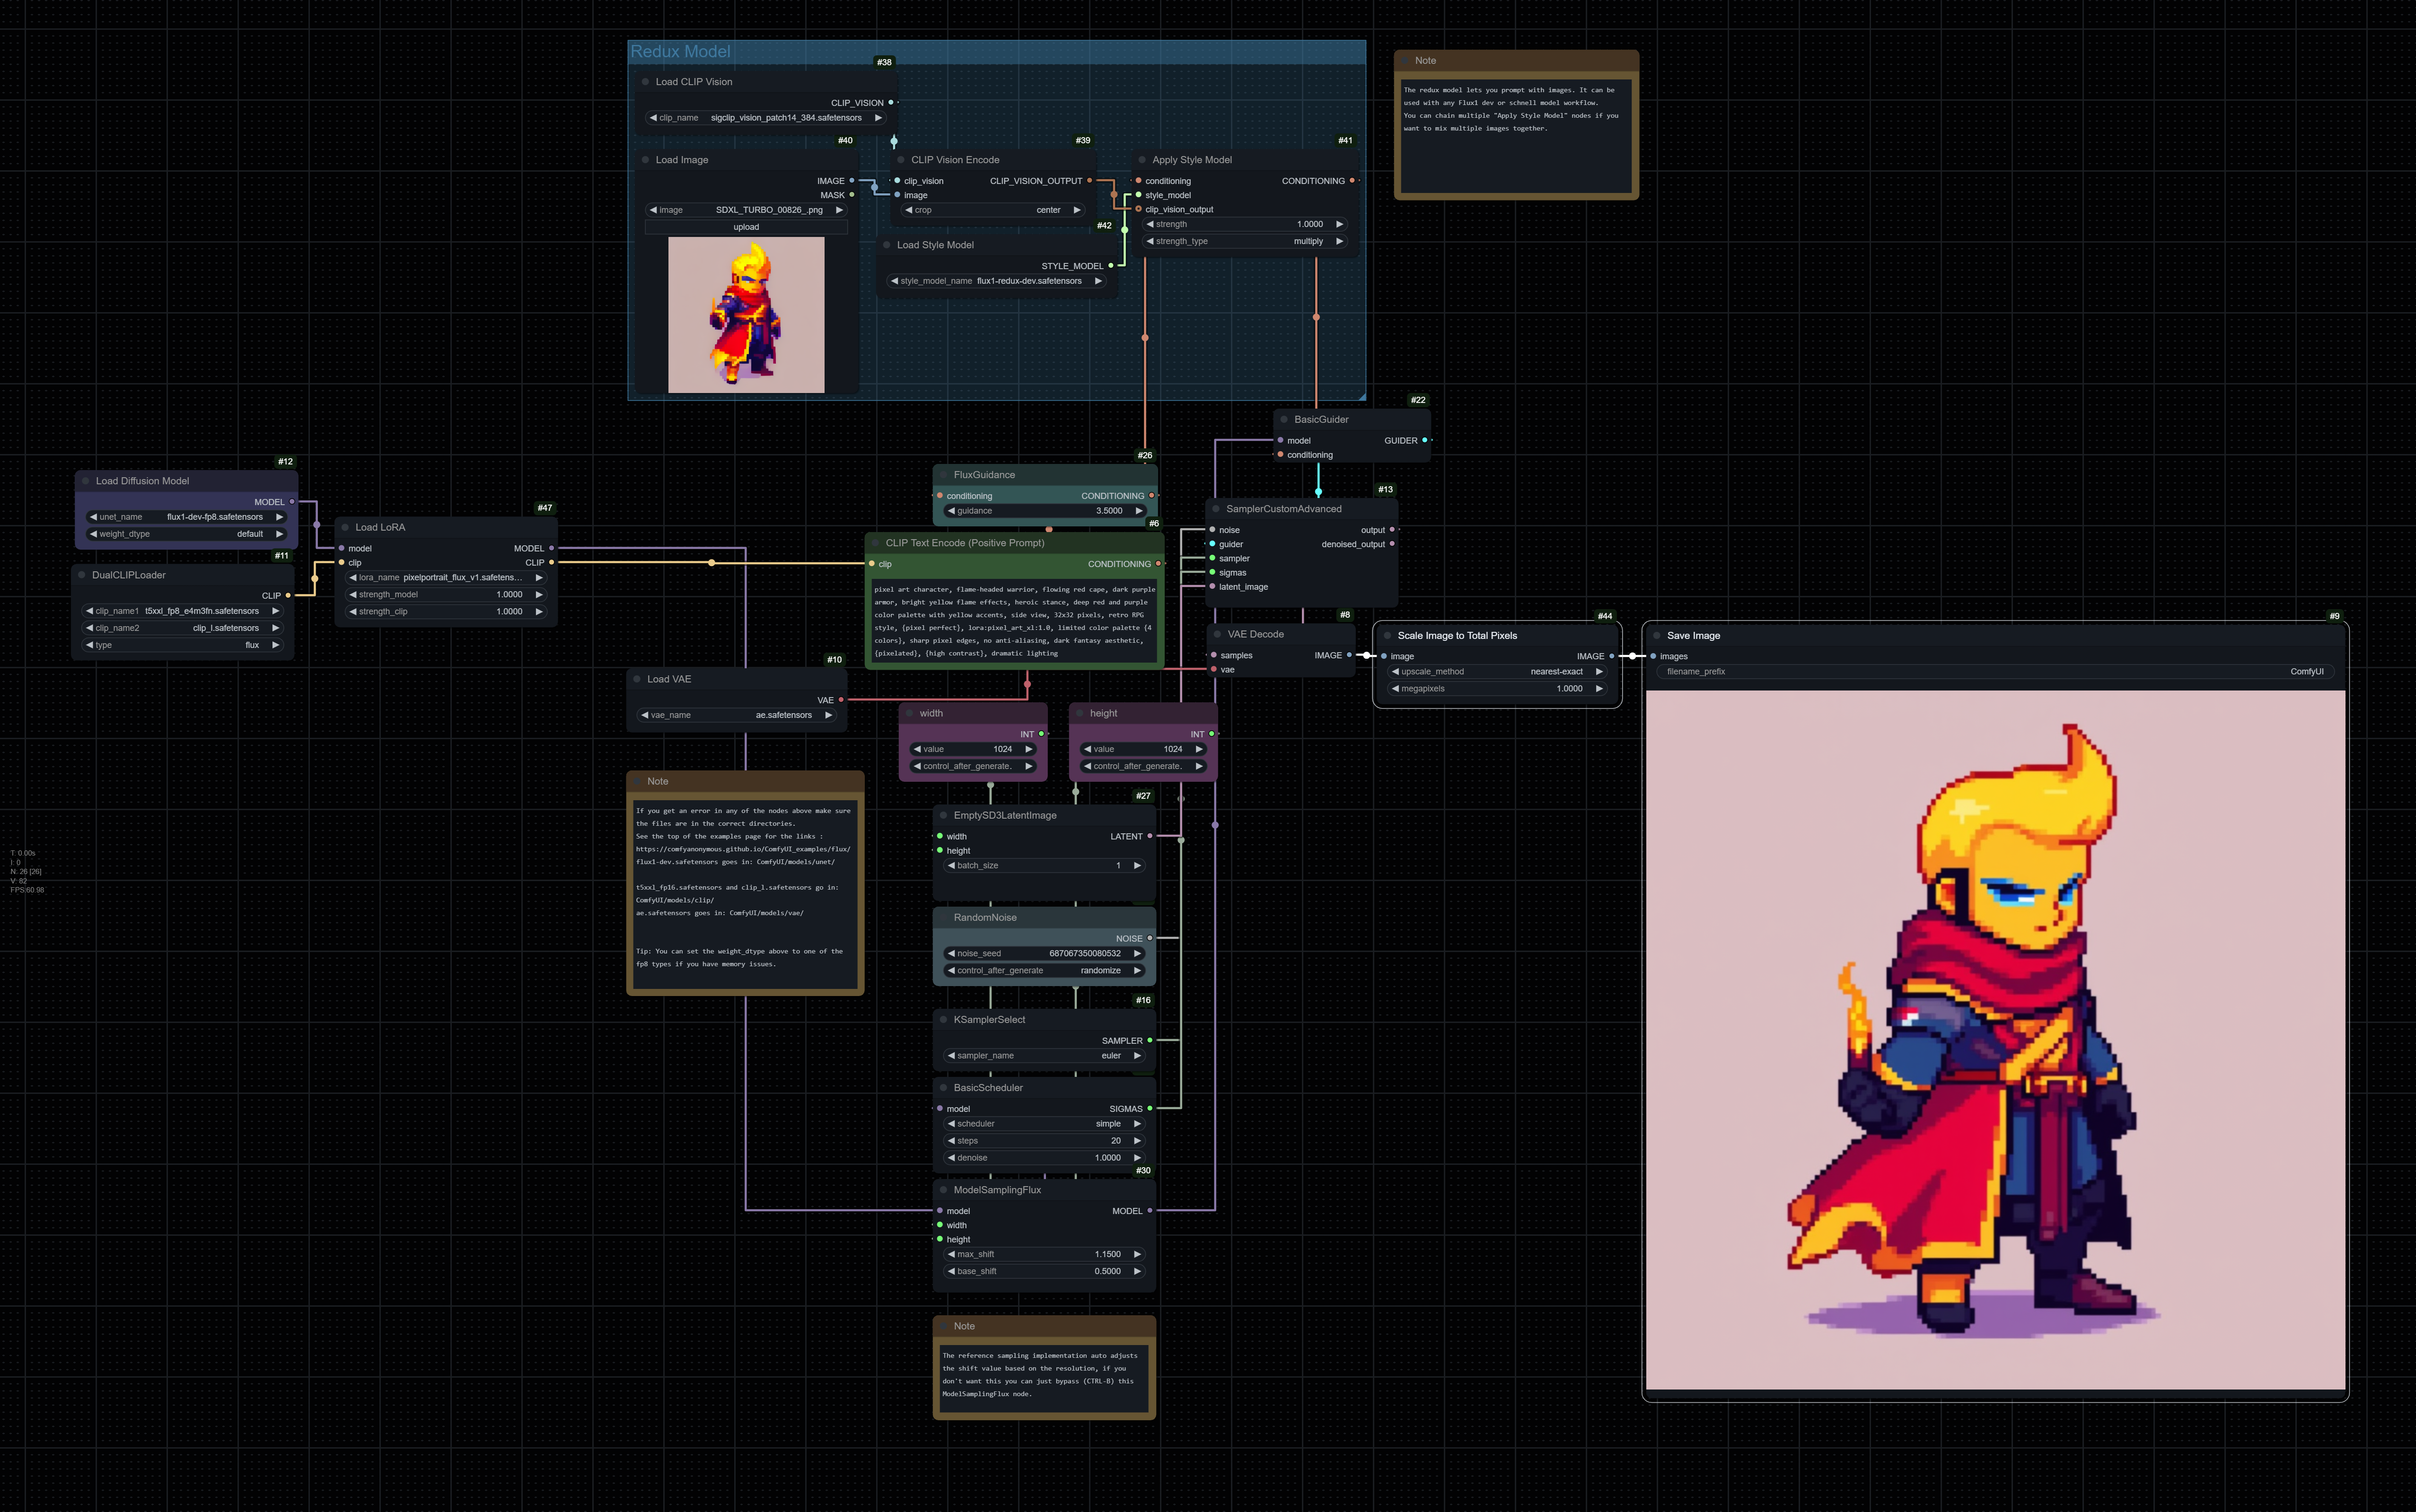 Redux Model
#38
Load CLIP Vision
CLIP_VISION
clip_name sigclip_vision_patch14_384.safetensors
#40
Load Image
IMAGE
MASK
image SDXL_TURBO_00826_.png
upload
#39
CLIP Vision Encode
clip_vision CLIP_VISION_OUTPUT
image
crop center
#42
Load Style Model
STYLE_MODEL
style_model_name flux1-redux-dev.safetensors
#41
Apply Style Model
conditioning CONDITIONING
style_model
clip_vision_output
strength 1.0000
strength_type multiply
Note
The redux model lets you prompt with images. It can be
used with any Flux1 dev or schnell model workflow.
You can chain multiple "Apply Style Model" nodes if you
want to mix multiple images together.
#22
BasicGuider
model GUIDER
conditioning
#12
Load Diffusion Model
MODEL
unet_name flux1-dev-fp8.safetensors
weight_dtype default
#11
DualCLIPLoader
CLIP
clip_name1 t5xxl_fp8_e4m3fn.safetensors
clip_name2 clip_l.safetensors
type flux
#47
Load LoRA
model MODEL
clip CLIP
lora_name pixelportrait_flux_v1.safetens...
strength_model 1.0000
strength_clip 1.0000
#26
FluxGuidance
conditioning CONDITIONING
guidance 3.5000
#6
CLIP Text Encode (Positive Prompt)
clip CONDITIONING
pixel art character, flame-headed warrior, flowing red cape, dark purple
armor, bright yellow flame effects, heroic stance, deep red and purple
color palette with yellow accents, side view, 32x32 pixels, retro RPG
style, {pixel perfect}, lora:pixel_art_xl:1.0, limited color palette {4
colors}, sharp pixel edges, no anti-aliasing, dark fantasy aesthetic,
{pixelated}, {high contrast}, dramatic lighting
#13
SamplerCustomAdvanced
noise output
guider denoised_output
sampler
sigmas
latent_image
#8
VAE Decode
samples IMAGE
vae
#44
Scale Image to Total Pixels
image IMAGE
upscale_method nearest-exact
megapixels 1.0000
#9
Save Image
images
filename_prefix ComfyUI
#10
Load VAE
VAE
vae_name ae.safetensors
width
INT
value 1024
control_after_generate.
height
INT
value 1024
control_after_generate.
Note
If you get an error in any of the nodes above make sure
the files are in the correct directories.
See the top of the examples page for the links :
https://comfyanonymous.github.io/ComfyUI_examples/flux/
flux1-dev.safetensors goes in: ComfyUI/models/unet/
t5xxl_fp16.safetensors and clip_l.safetensors go in:
ComfyUI/models/clip/
ae.safetensors goes in: ComfyUI/models/vae/
Tip: You can set the weight_dtype above to one of the
fp8 types if you have memory issues.
#27
EmptySD3LatentImage
width LATENT
height
batch_size 1
RandomNoise
NOISE
noise_seed 687067350080532
control_after_generate randomize
#16
KSamplerSelect
SAMPLER
sampler_name euler
BasicScheduler
model SIGMAS
scheduler simple
steps 20
denoise 1.0000
#30
ModelSamplingFlux
model MODEL
width
height
max_shift 1.1500
base_shift 0.5000
Note
The reference sampling implementation auto adjusts
the shift value based on the resolution, if you
don't want this you can just bypass (CTRL-B) this
ModelSamplingFlux node.
T: 0.00s
I: 0
N: 26 [26]
V: 82
FPS:60.98